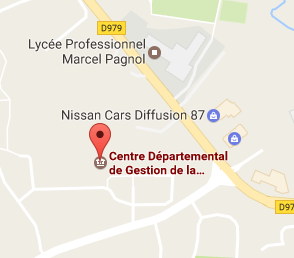 D979
Lycée Professionnel
Marcel Pagnol
Nissan Cars Diffusion 87
Centre Départemental
de Gestion de la…
D97